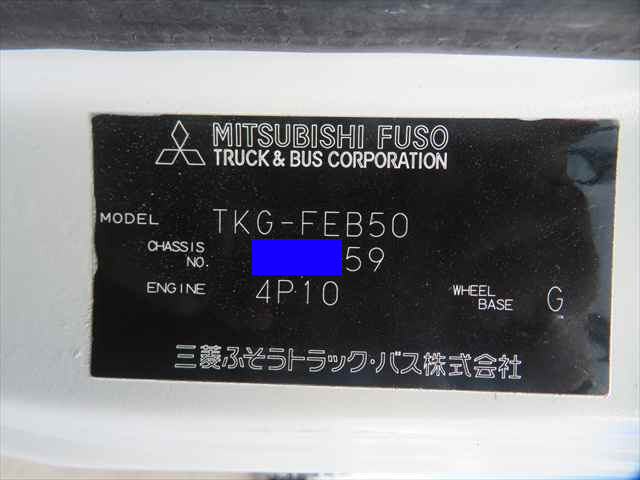 MITSUBISHI FUSO
TRUCK & BUS CORPORATION
MODEL TKG-FEB50
CHASSIS NO. 59
ENGINE 4P10 WHEEL BASE G
三菱ふそうトラック・バス株式会社